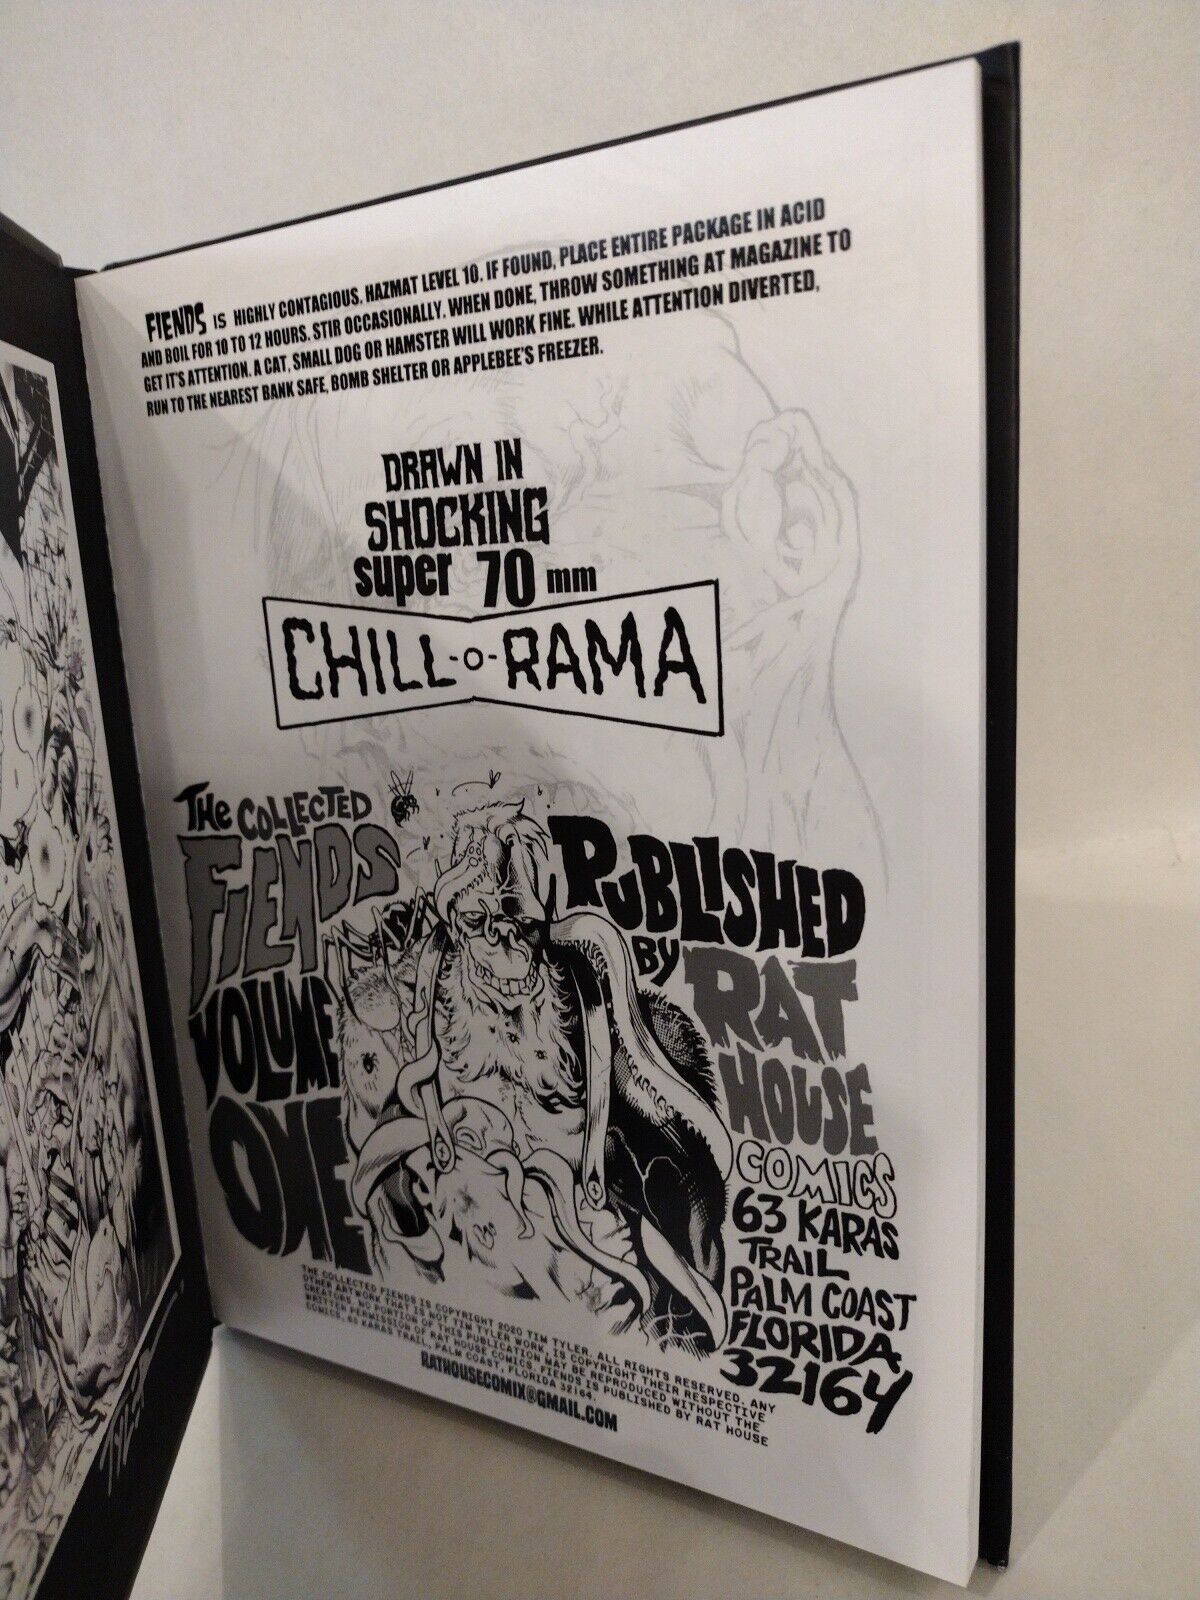 FIENDS IS HIGHLY CONTAGIOUS. HAZMAT LEVEL 10. IF FOUND, PLACE ENTIRE PACKAGE IN ACID
AND BOIL FOR 10 TO 12 HOURS. STIR OCCASIONALLY. WHEN DONE, THROW SOMETHING AT MAGAZINE TO
GET IT'S ATTENTION. A CAT, SMALL DOG OR HAMSTER WILL WORK FINE. WHILE ATTENTION DIVERTED,
RUN TO THE NEAREST BANK SAFE, BOMB SHELTER OR APPLEBEE'S FREEZER.
DRAWN IN
SHOCKING
super 70 mm
CHILL-O-RAMA
THE COLLECTED
FIENDS
VOLUME
ONE
PUBLISHED
BY RAT
HOUSE
COMICS
63 KARAS
TRAIL
PALM COAST
FLORIDA
32164
THE COLLECTED FIENDS IS COPYRIGHT 2020 TIM TYLER. ALL RIGHTS RESERVED. ANY
OTHER ARTWORK THAT IS NOT TIM TYLER WORK, IS COPYRIGHT THEIR RESPECTIVE
CREATORS. NO PORTION OF THIS PUBLICATION MAY BE REPRODUCED WITHOUT THE
WRITTEN PERMISSION OF RAT HOUSE COMICS. FIENDS IS PUBLISHED BY RAT HOUSE
COMICS, 63 KARAS TRAIL, PALM COAST, FLORIDA 32164.
RATHOUSECOMIX@GMAIL.COM